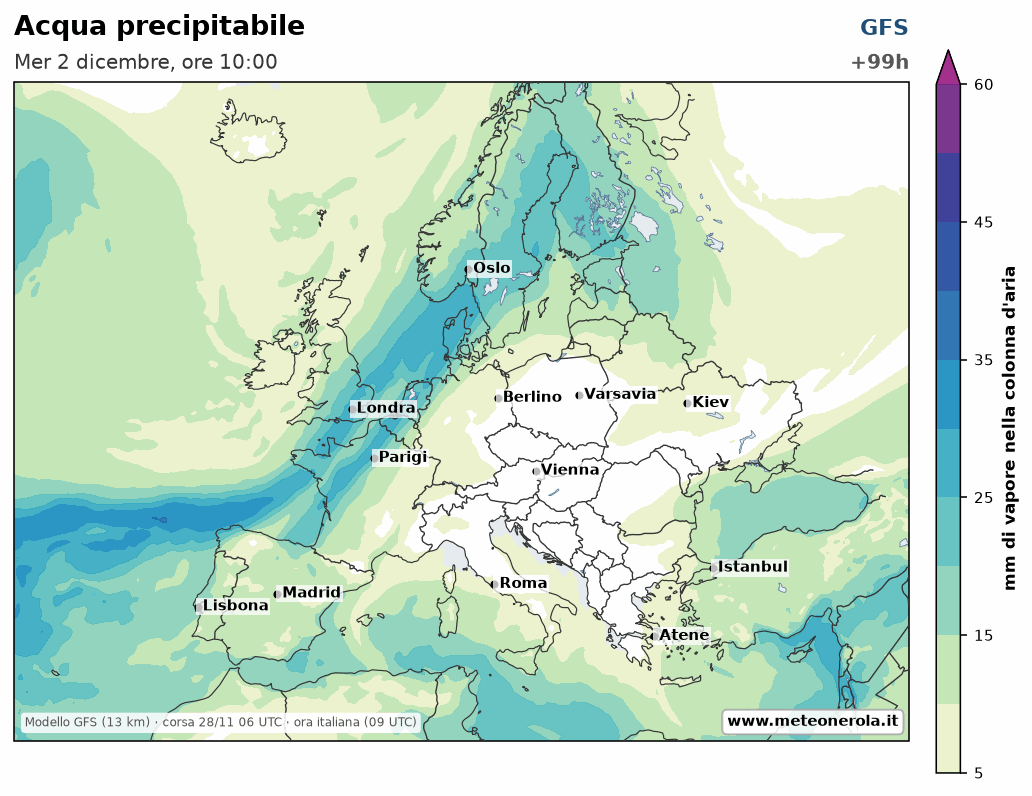 Acqua precipitabile
GFS
Mer 2 dicembre, ore 10:00
+99h
60
45
35
25
15
5
mm di vapore nella colonna d'aria
Oslo
Londra
Berlino
Varsavia
Kiev
Parigi
Vienna
Istanbul
Roma
Madrid
Lisbona
Atene
Modello GFS (13 km) · corsa 28/11 06 UTC · ora italiana (09 UTC)
www.meteonerola.it